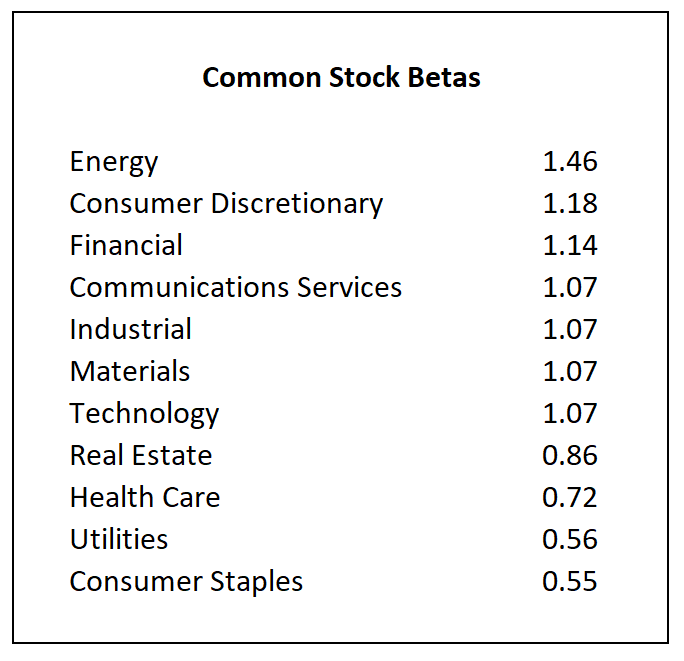 Common Stock Betas
Energy 1.46
Consumer Discretionary 1.18
Financial 1.14
Communications Services 1.07
Industrial 1.07
Materials 1.07
Technology 1.07
Real Estate 0.86
Health Care 0.72
Utilities 0.56
Consumer Staples 0.55